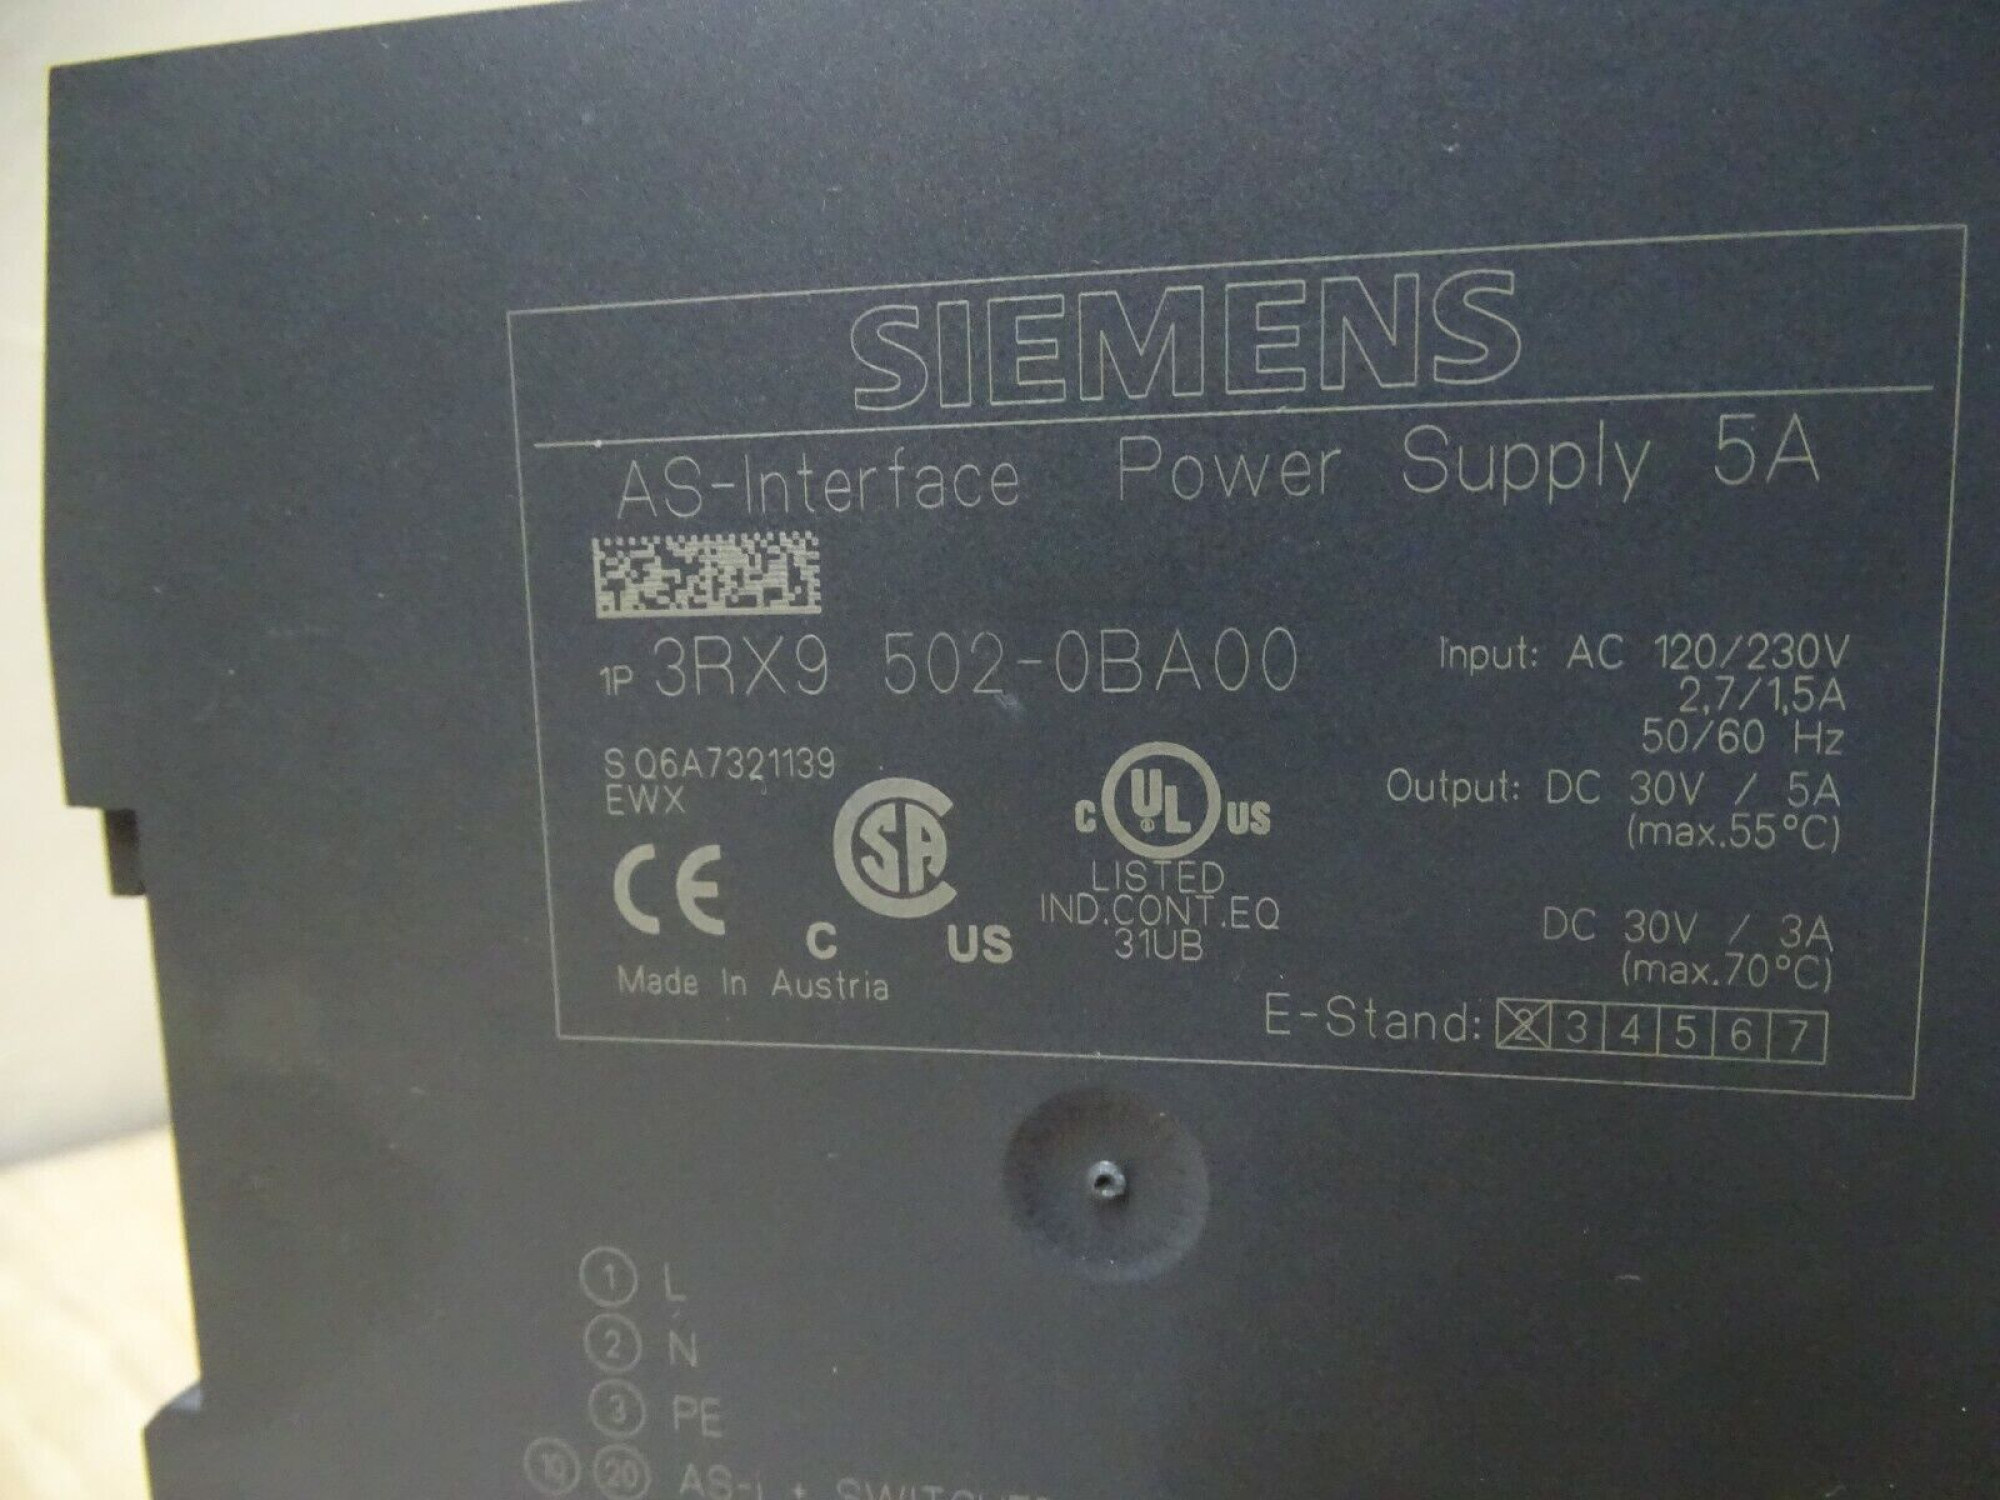 SIEMENS
AS-Interface Power Supply 5A
1P 3RX9 502-0BA00
Input: AC 120/230V
2,7/1,5A
50/60 Hz
Output: DC 30V / 5A
(max.55°C)
DC 30V / 3A
(max.70°C)
S Q6A7321139
EWX
CE
SA
C US
C UL US
LISTED
IND.CONT.EQ
31UB
Made In Austria
E-Stand: 2 3 4 5 6 7
1 L
2 N
3 PE
19 20 AS-i +